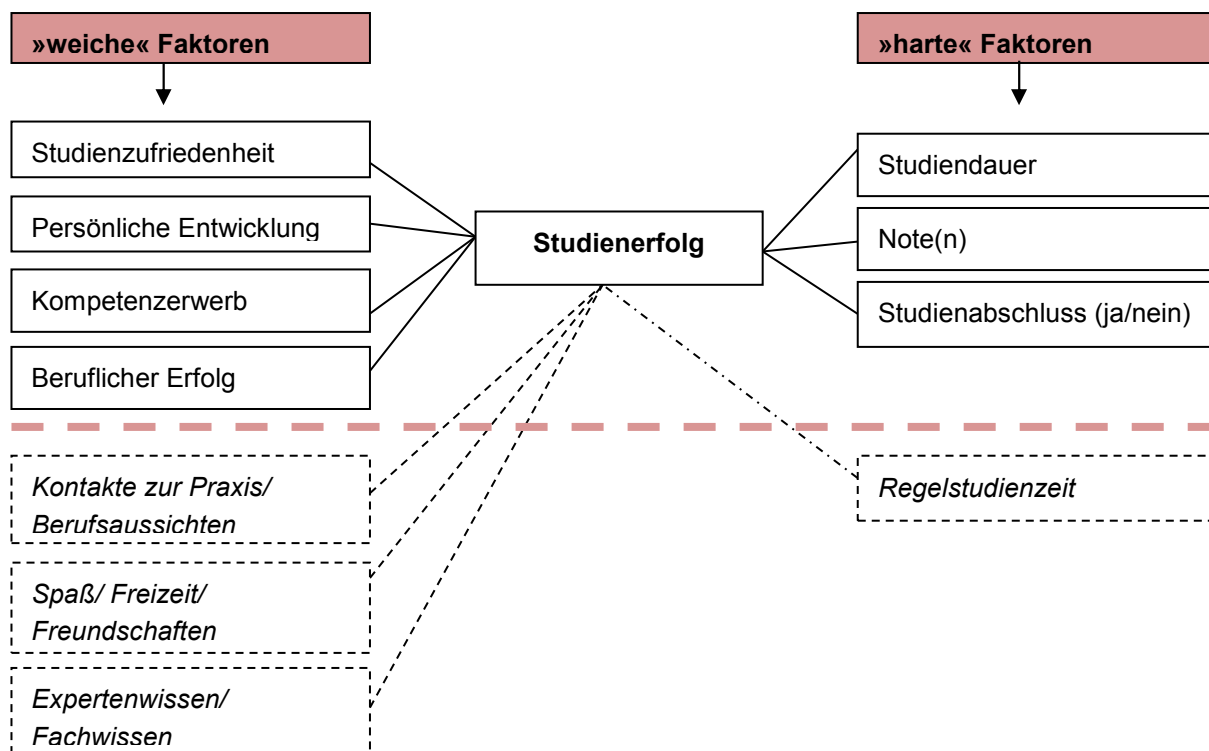 »weiche« Faktoren
Studienzufriedenheit
Persönliche Entwicklung
Kompetenzerwerb
Beruflicher Erfolg
Kontakte zur Praxis/
Berufsaussichten
Spaß/ Freizeit/
Freundschaften
Expertenwissen/
Fachwissen
Studienerfolg
»harte« Faktoren
Studiendauer
Note(n)
Studienabschluss (ja/nein)
Regelstudienzeit